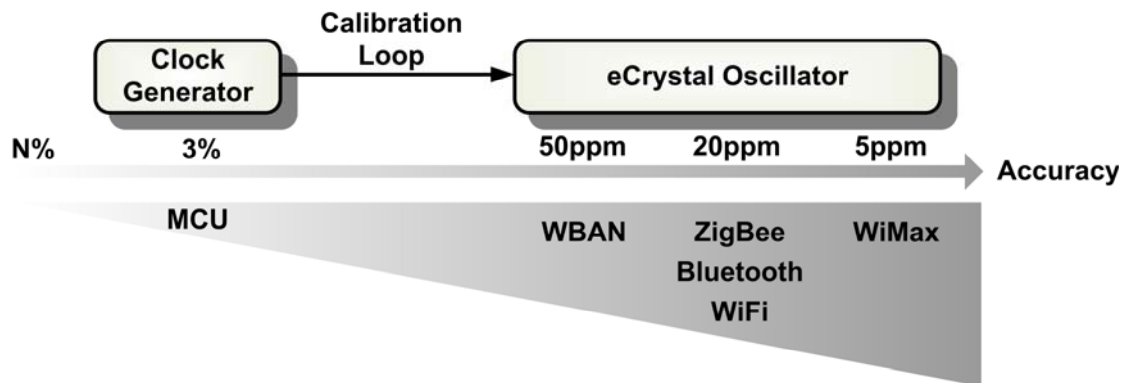 Calibration
Loop
Clock
Generator
eCrystal Oscillator
N%
3%
50ppm
20ppm
5ppm
Accuracy
MCU
WBAN
ZigBee
WiMax
Bluetooth
WiFi